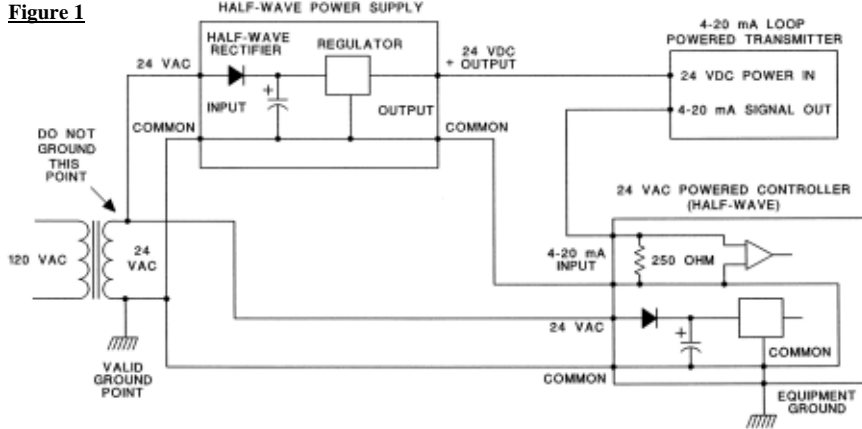 Figure 1
HALF-WAVE POWER SUPPLY
HALF-WAVE
RECTIFIER
REGULATOR
24 VAC
24 VDC
+ OUTPUT
+
INPUT
OUTPUT
COMMON
COMMON
4-20 mA LOOP
POWERED TRANSMITTER
24 VDC POWER IN
4-20 mA SIGNAL OUT
DO NOT
GROUND
THIS
POINT
120 VAC
24
VAC
VALID
GROUND
POINT
24 VAC POWERED CONTROLLER
(HALF-WAVE)
4-20 mA
INPUT
250 OHM
24 VAC
+
COMMON
COMMON
EQUIPMENT
GROUND